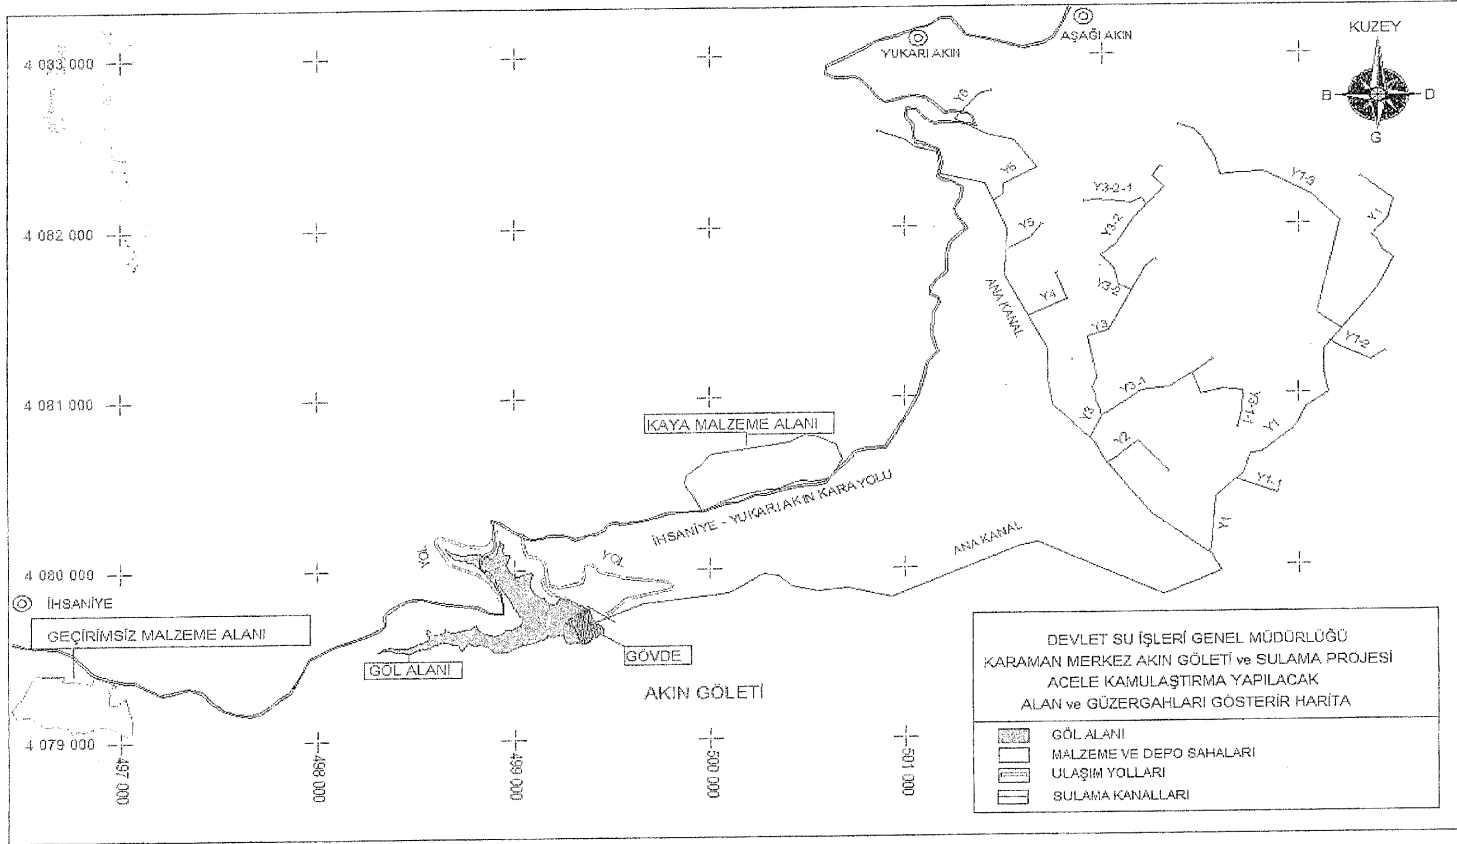 KUZEY
B
D
G
YUKARI AKIN
AŞAĞI AKIN
4 083 000
4 082 000
4 081 000
4 080 000
4 079 000
497 000
498 000
499 000
500 000
501 000
Y6
Y5
Y4
ANA KANAL
Y3-2-1
Y3-2
Y3-2
Y3
Y3-1
Y3
Y2
Y1-3
Y1
Y1-2
Y3-1-1
Y1
Y1-1
Y1
KAYA MALZEME ALANI
İHSANİYE - YUKARI AKIN KARAYOLU
ANA KANAL
YOL
YOL
İHSANİYE
GEÇİRİMSİZ MALZEME ALANI
GÖL ALANI
GÖVDE
AKIN GÖLETİ
DEVLET SU İŞLERİ GENEL MÜDÜRLÜĞÜ
KARAMAN MERKEZ AKIN GÖLETİ ve SULAMA PROJESİ
ACELE KAMULAŞTIRMA YAPILACAK
ALAN ve GÜZERGAHLARI GÖSTERİR HARİTA
GÖL ALANI
MALZEME VE DEPO SAHALARI
ULAŞIM YOLLARI
SULAMA KANALLARI